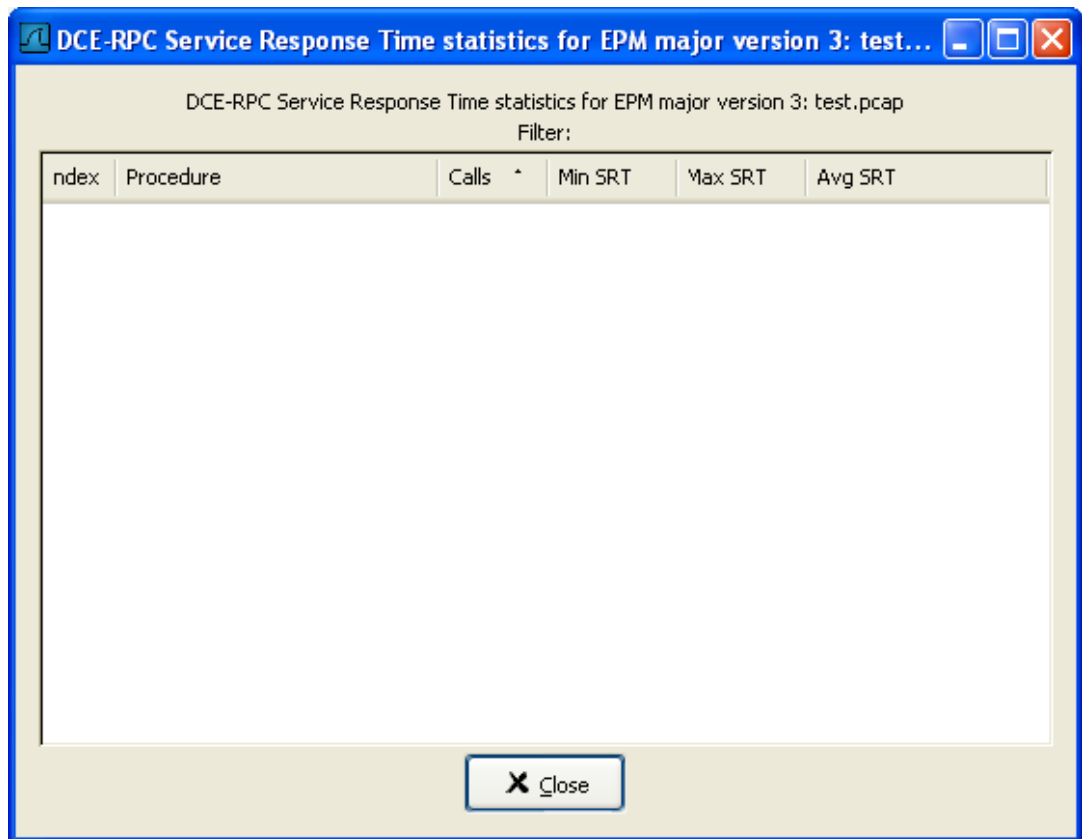 DCE-RPC Service Response Time statistics for EPM major version 3: test...
DCE-RPC Service Response Time statistics for EPM major version 3: test.pcap
Filter:
ndex Procedure Calls Min SRT Max SRT Avg SRT
Close